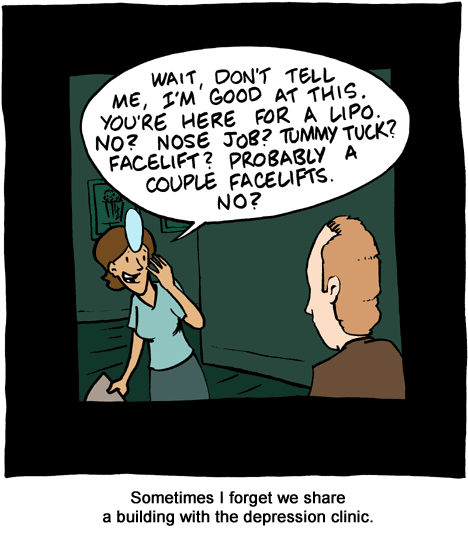 WAIT, DON'T TELL
ME, I'M GOOD AT THIS.
YOU'RE HERE FOR A LIPO.
NO? NOSE JOB? TUMMY TUCK?
FACELIFT? PROBABLY A
COUPLE FACELIFTS.
NO?
Sometimes I forget we share
a building with the depression clinic.